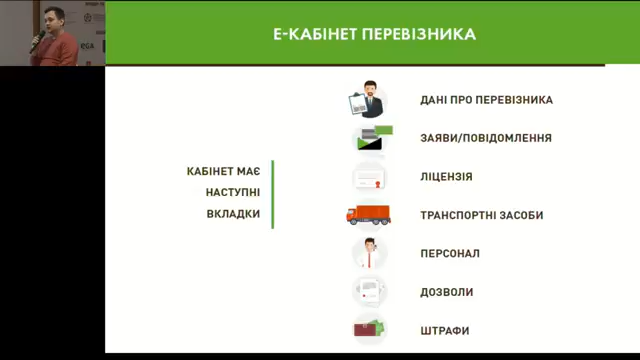 Е-КАБІНЕТ ПЕРЕВІЗНИКА
КАБІНЕТ МАЄ
НАСТУПНІ
ВКЛАДКИ
ДАНІ ПРО ПЕРЕВІЗНИКА
ЗАЯВИ/ПОВІДОМЛЕННЯ
ЛІЦЕНЗІЯ
ТРАНСПОРТНІ ЗАСОБИ
ПЕРСОНАЛ
ДОЗВОЛИ
ШТРАФИ